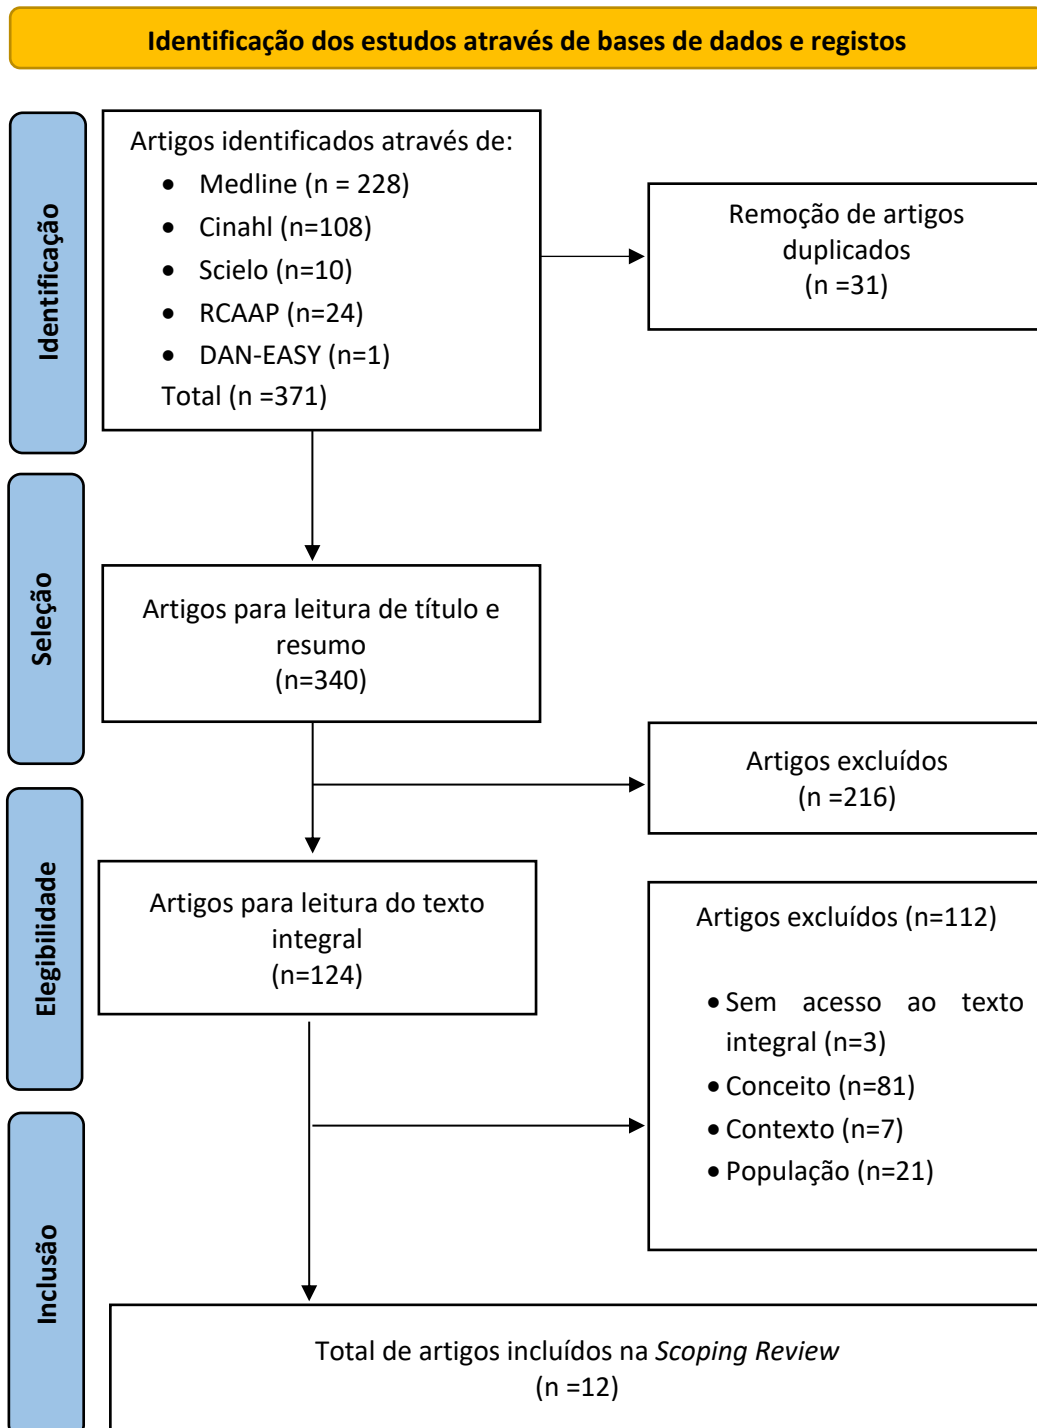 Identificação dos estudos através de bases de dados e registos
Identificação
Artigos identificados através de:
• Medline (n = 228)
• Cinahl (n=108)
• Scielo (n=10)
• RCAAP (n=24)
• DAN-EASY (n=1)
Total (n =371)
Remoção de artigos
duplicados
(n =31)
Seleção
Artigos para leitura de título e
resumo
(n=340)
Artigos excluídos
(n =216)
Elegibilidade
Artigos para leitura do texto
integral
(n=124)
Artigos excluídos (n=112)
• Sem acesso ao texto
integral (n=3)
• Conceito (n=81)
• Contexto (n=7)
• População (n=21)
Inclusão
Total de artigos incluídos na Scoping Review
(n =12)